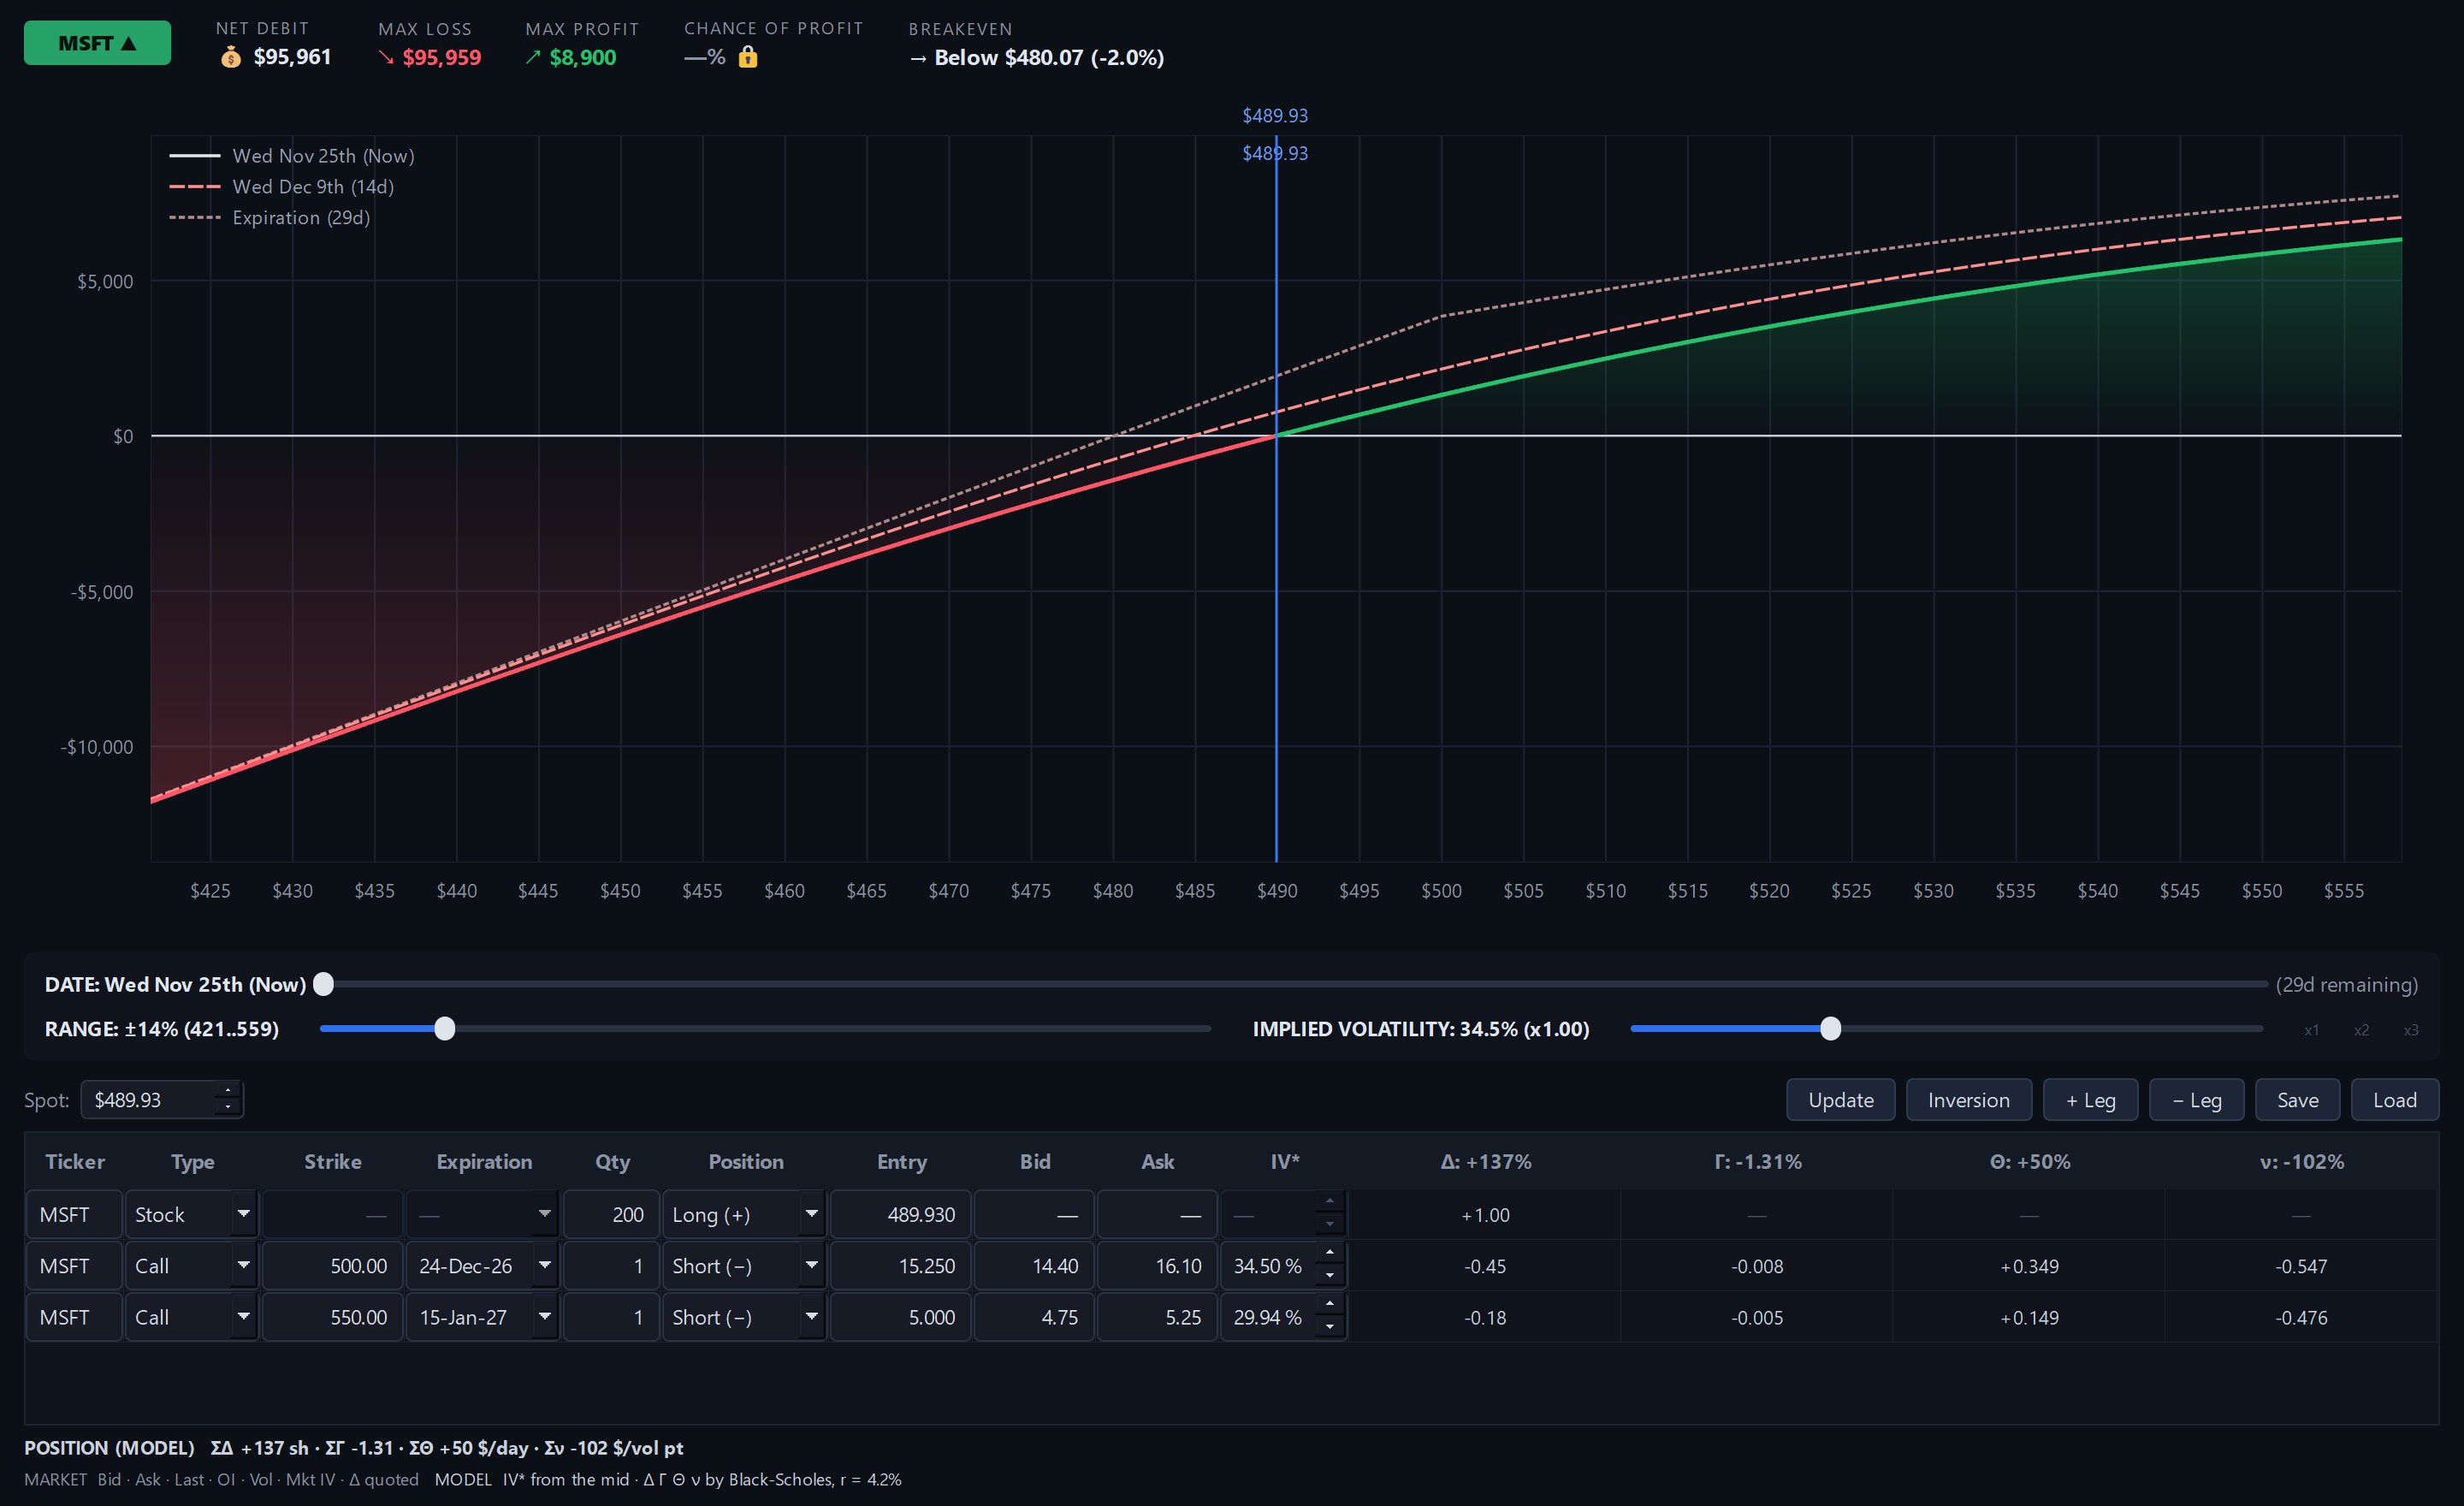 MSFT ▲
NET DEBIT
💰 $95,961
MAX LOSS
↘ $95,959
MAX PROFIT
↗ $8,900
CHANCE OF PROFIT
—% 🔒
BREAKEVEN
→ Below $480.07 (-2.0%)
$489.93
$489.93
Wed Nov 25th (Now)
Wed Dec 9th (14d)
Expiration (29d)
$5,000
$0
-$5,000
-$10,000
$425 $430 $435 $440 $445 $450 $455 $460 $465 $470 $475 $480 $485 $490 $495 $500 $505 $510 $515 $520 $525 $530 $535 $540 $545 $550 $555
DATE: Wed Nov 25th (Now) (29d remaining)
RANGE: ±14% (421..559) IMPLIED VOLATILITY: 34.5% (x1.00) x1 x2 x3
Spot: $489.93 Update Inversion + Leg − Leg Save Load
Ticker Type Strike Expiration Qty Position Entry Bid Ask IV* Δ: +137% Γ: -1.31% Θ: +50% ν: -102%
MSFT Stock — — 200 Long (+) 489.930 — — — +1.00 — — —
MSFT Call 500.00 24-Dec-26 1 Short (−) 15.250 14.40 16.10 34.50 % -0.45 -0.008 +0.349 -0.547
MSFT Call 550.00 15-Jan-27 1 Short (−) 5.000 4.75 5.25 29.94 % -0.18 -0.005 +0.149 -0.476
POSITION (MODEL) ΣΔ +137 sh · ΣΓ -1.31 · ΣΘ +50 $/day · Σν -102 $/vol pt
MARKET Bid · Ask · Last · OI · Vol · Mkt IV · Δ quoted MODEL IV* from the mid · Δ Γ Θ ν by Black-Scholes, r = 4.2%